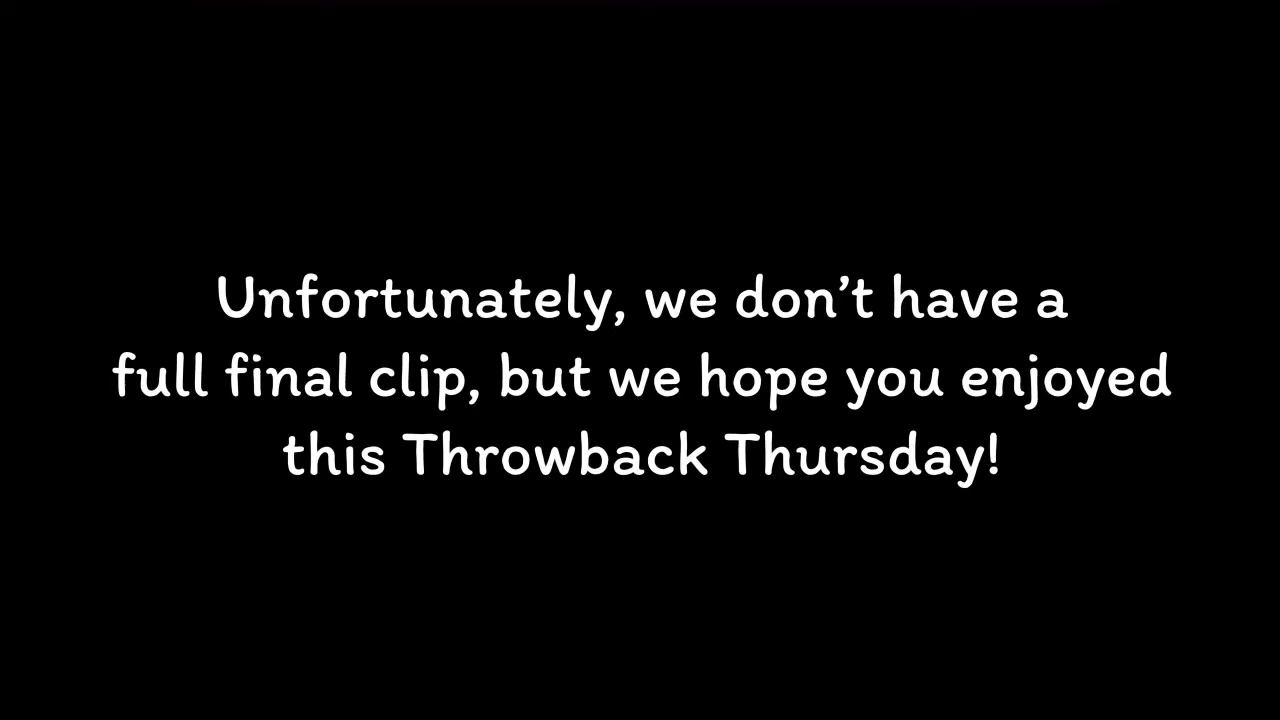 Unfortunately, we don’t have a
full final clip, but we hope you enjoyed
this Throwback Thursday!